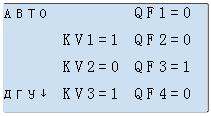 АВТО QF1=0
KV1=1 QF2=0
KV2=0 QF3=1
ДГУ↓ KV3=1 QF4=0